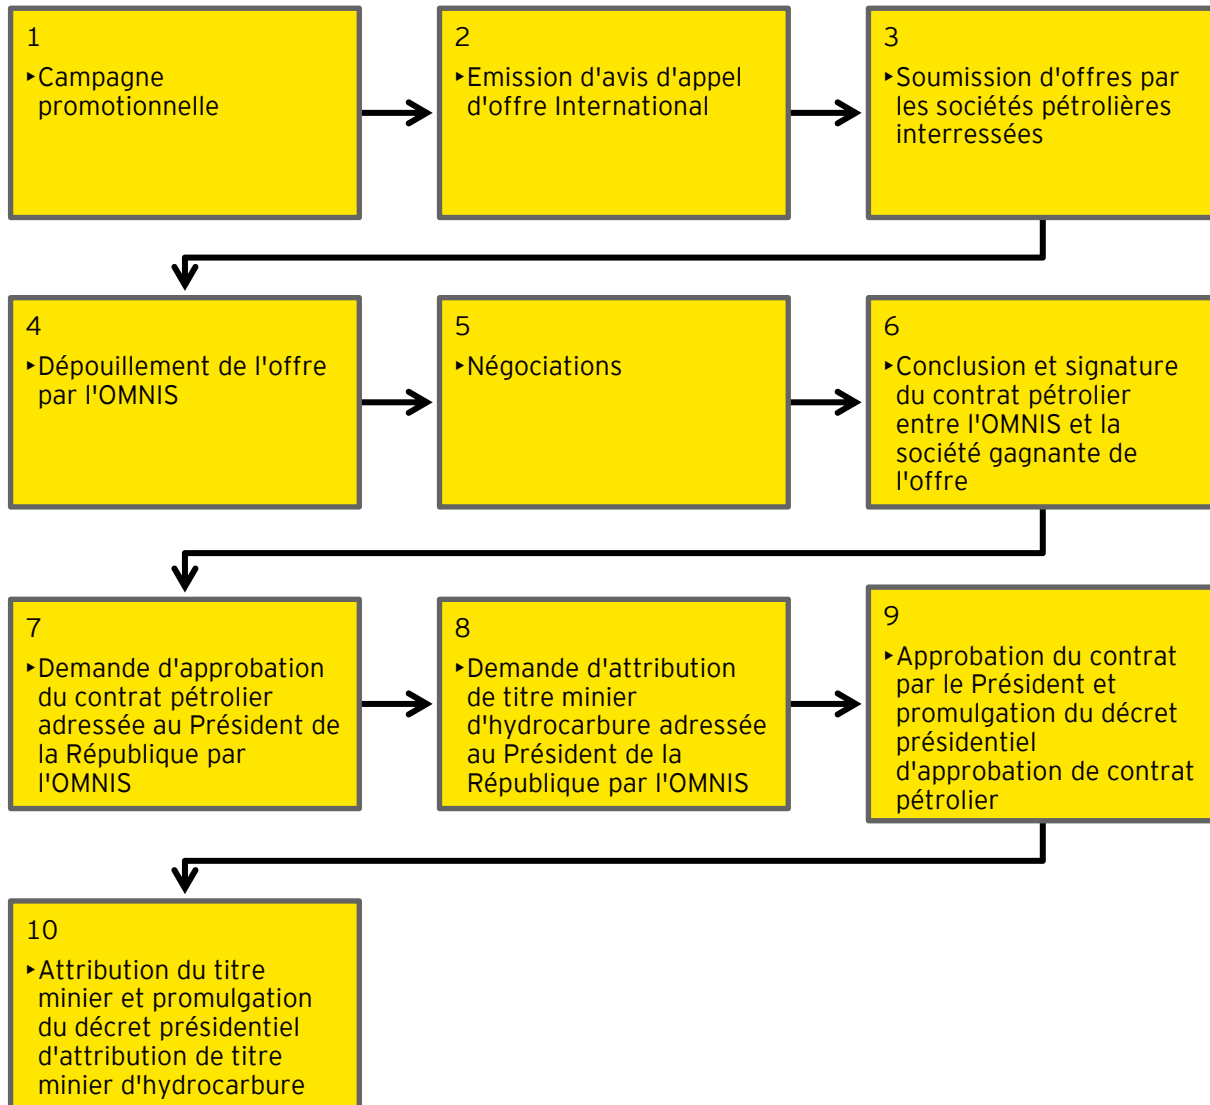 1
▸Campagne
promotionnelle
2
▸Emission d'avis d'appel
d'offre International
3
▸Soumission d'offres par
les sociétés pétrolières
interressées
4
▸Dépouillement de l'offre
par l'OMNIS
5
▸Négociations
6
▸Conclusion et signature
du contrat pétrolier
entre l'OMNIS et la
société gagnante de
l'offre
7
▸Demande d'approbation
du contrat pétrolier
adressée au Président de
la République par
l'OMNIS
8
▸Demande d'attribution
de titre minier
d'hydrocarbure adressée
au Président de la
République par l'OMNIS
9
▸Approbation du contrat
par le Président et
promulgation du décret
présidentiel
d'approbation de contrat
pétrolier
10
▸Attribution du titre
minier et promulgation
du décret présidentiel
d'attribution de titre
minier d'hydrocarbure